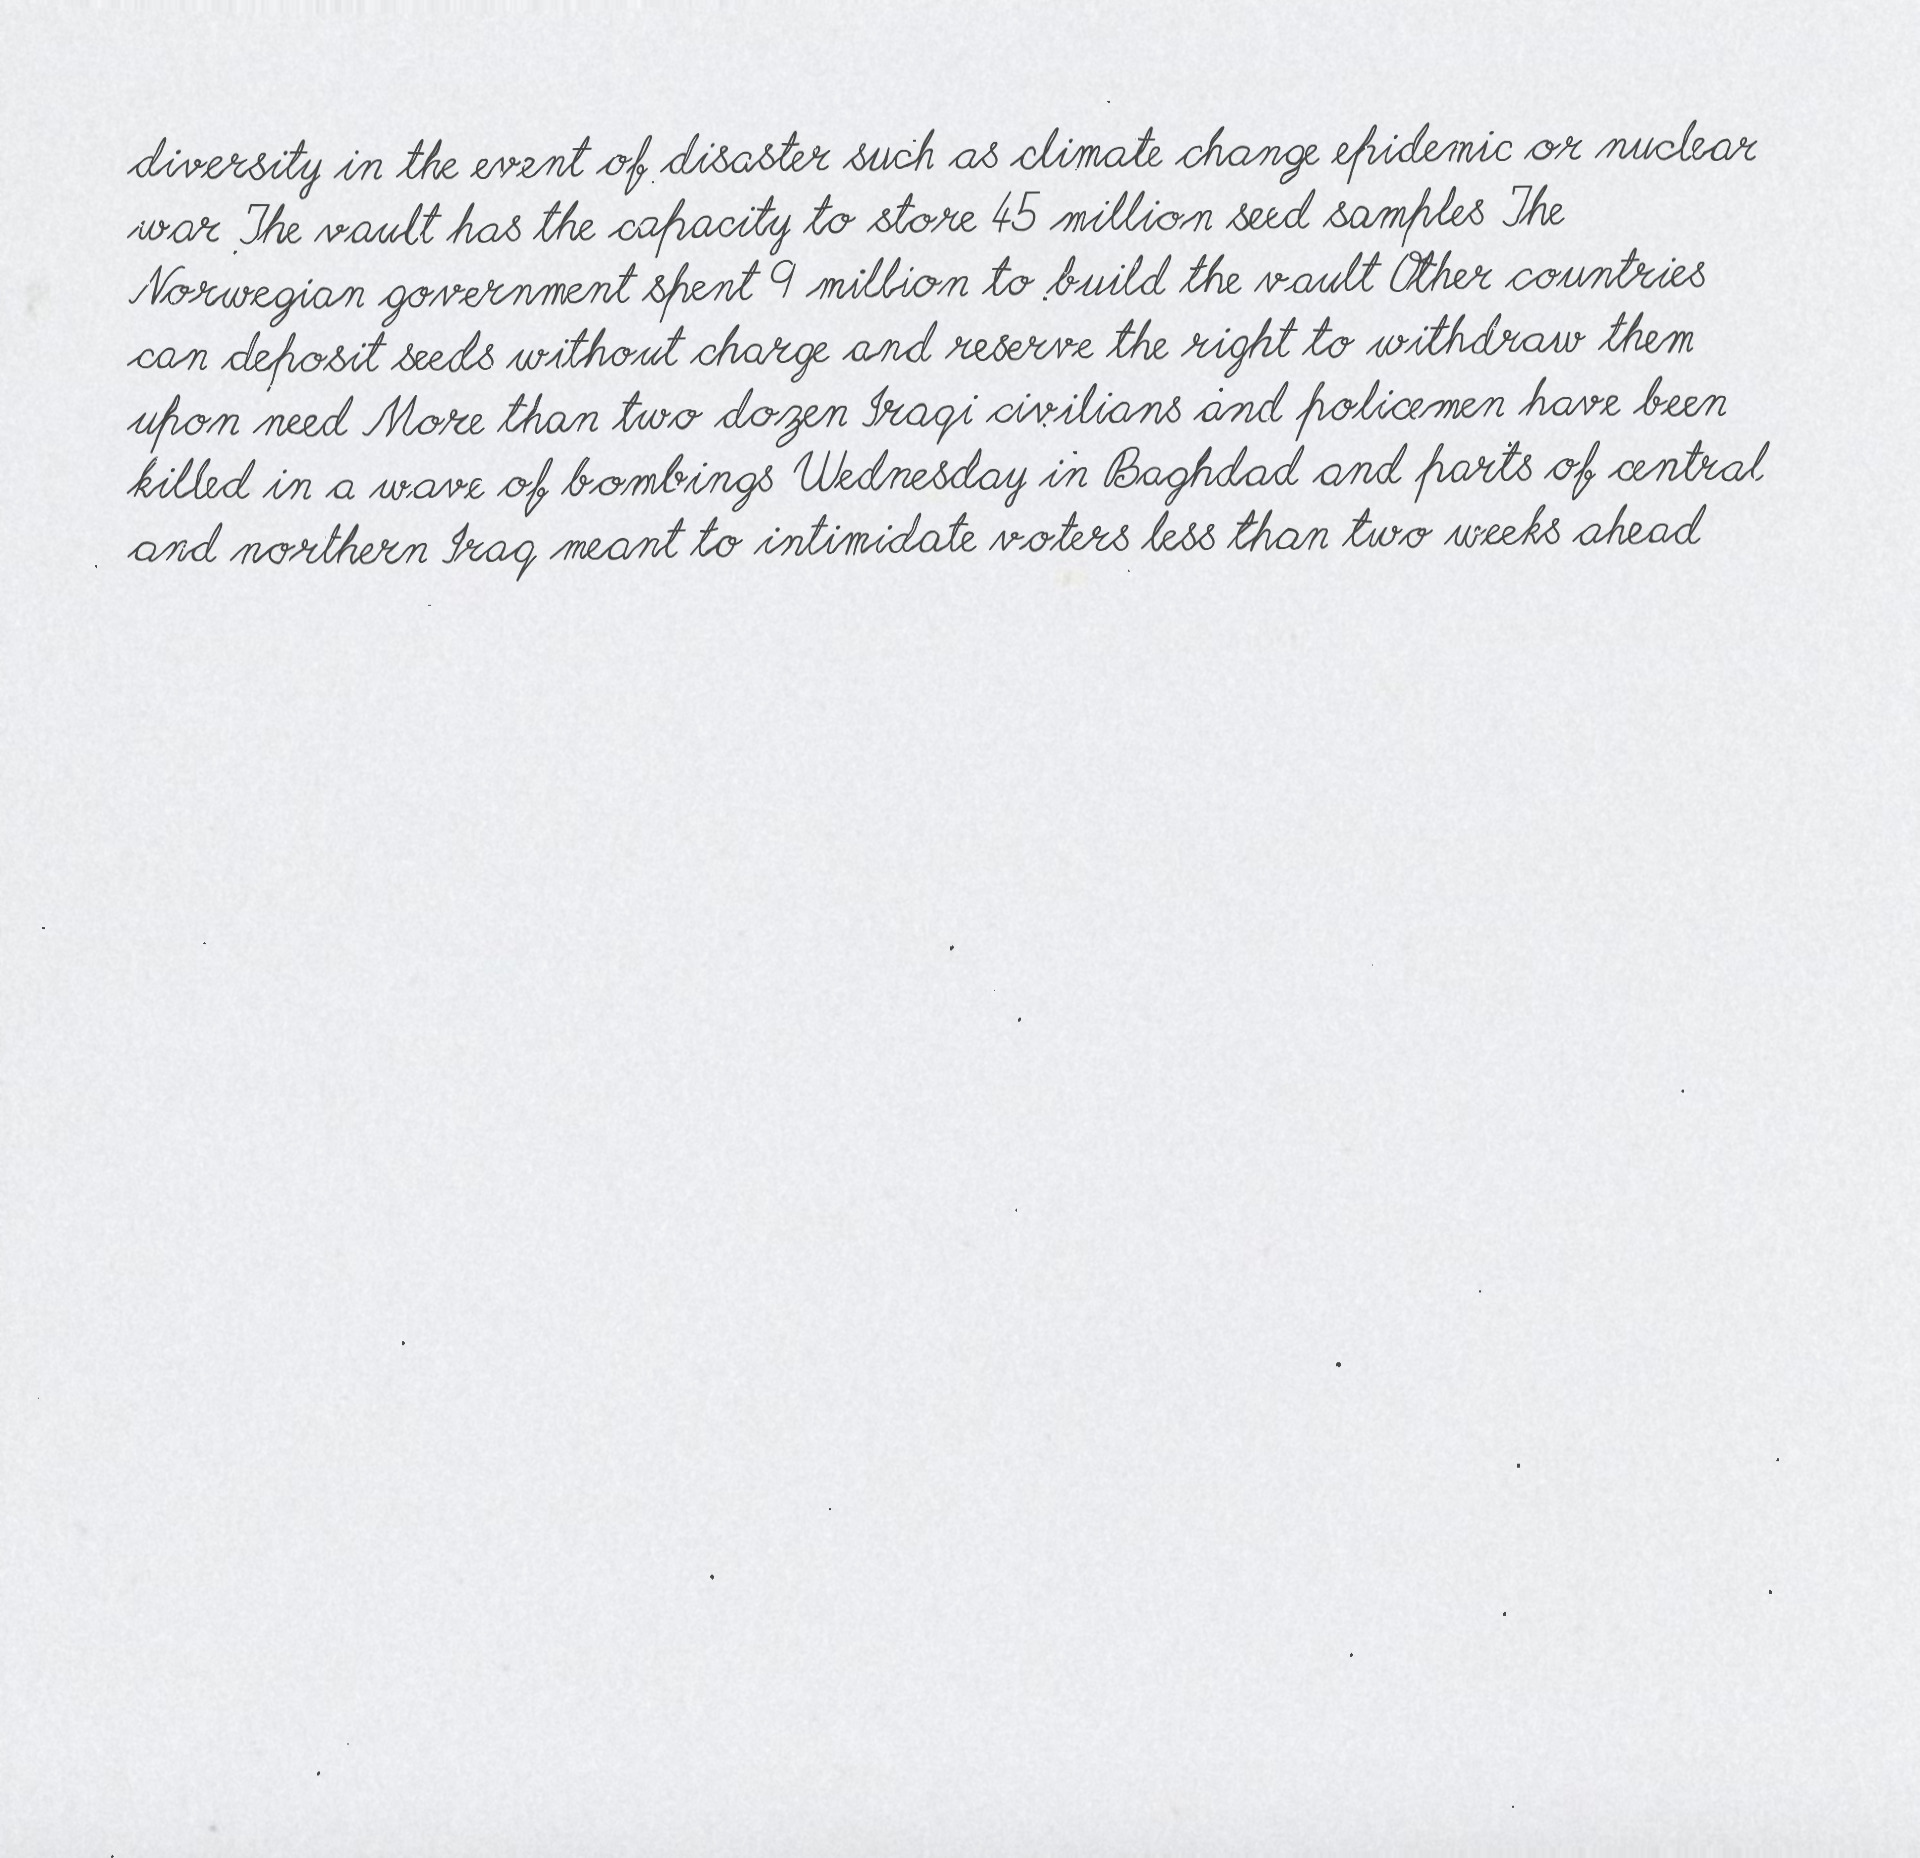 diversity in the event of disaster such as climate change epidemic or nuclear
war The vault has the capacity to store 45 million seed samples The
Norwegian government spent 9 million to build the vault Other countries
can deposit seeds without charge and reserve the right to withdraw them
upon need More than two dozen Iraqi civilians and policemen have been
killed in a wave of bombings Wednesday in Baghdad and parts of central
and northern Iraq meant to intimidate voters less than two weeks ahead